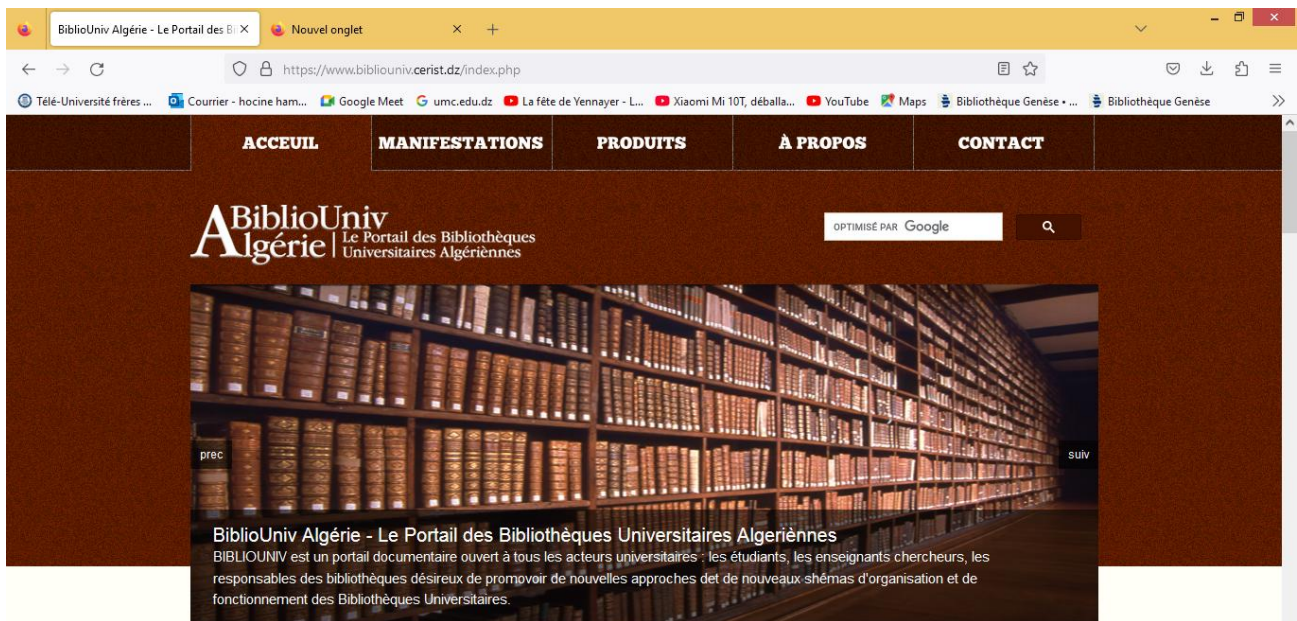 BiblioUniv Algérie - Le Portail des Bi
Nouvel onglet
https://www.bibliouniv.cerist.dz/index.php
Télé-Université frères ... Courrier - hocine ham... Google Meet umc.edu.dz La fête de Yennayer - L... Xiaomi Mi 10T, déballa... YouTube Maps Bibliothèque Genèse • ... Bibliothèque Genèse
ACCEUIL MANIFESTATIONS PRODUITS À PROPOS CONTACT
BiblioUniv
Algérie | Le Portail des Bibliothèques
Universitaires Algériènnes
OPTIMISÉ PAR Google
prec
suiv
BiblioUniv Algérie - Le Portail des Bibliothèques Universitaires Algeriènnes
BIBLIOUNIV est un portail documentaire ouvert à tous les acteurs universitaires : les étudiants, les enseignants chercheurs, les
responsables des bibliothèques désireux de promovoir de nouvelles approches det de nouveaux shémas d'organisation et de
fonctionnement des Bibliothèques Universitaires.